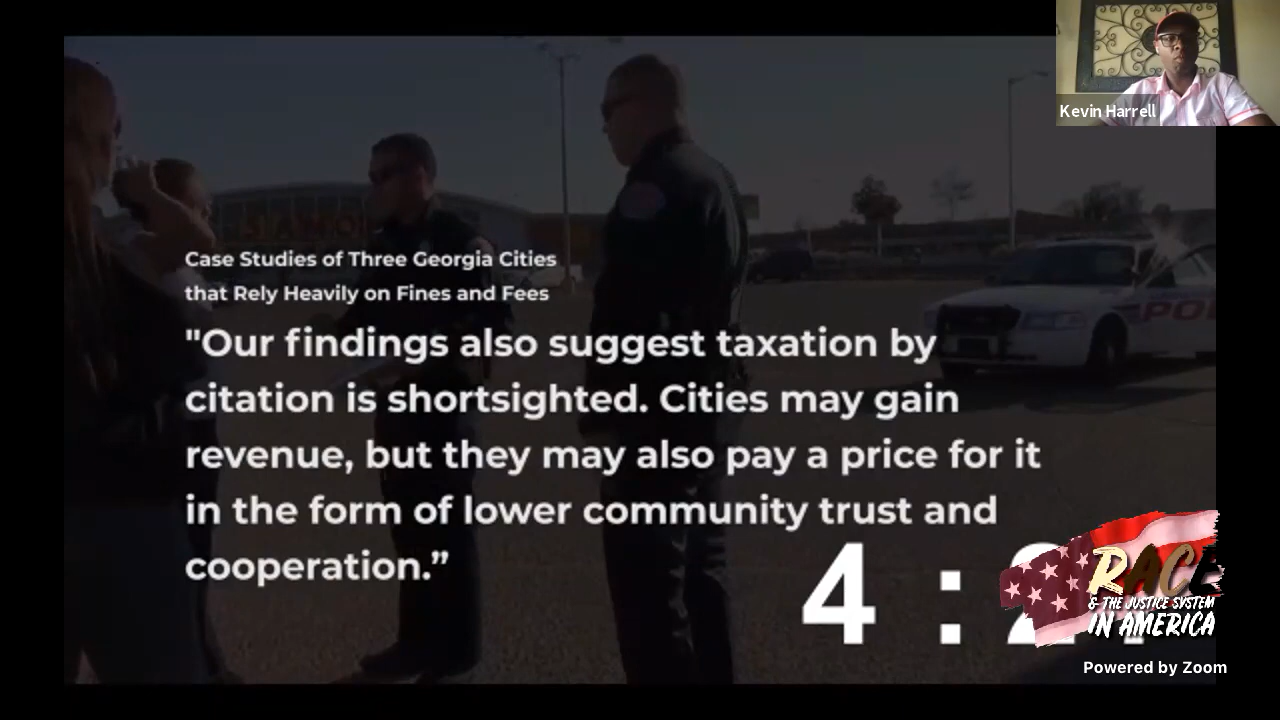 Kevin Harrell
Case Studies of Three Georgia Cities
that Rely Heavily on Fines and Fees
"Our findings also suggest taxation by
citation is shortsighted. Cities may gain
revenue, but they may also pay a price for it
in the form of lower community trust and
cooperation.”
4 : 2
RACE
& THE JUSTICE SYSTEM
IN AMERICA
Powered by Zoom